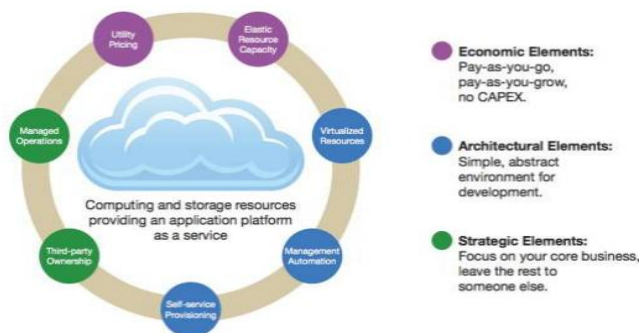 Utility
Pricing
Elastic
Resource
Capacity
Managed
Operations
Virtualized
Resources
Computing and storage resources
providing an application platform
as a service
Third-party
Ownership
Management
Automation
Self-service
Provisioning
Economic Elements:
Pay-as-you-go,
pay-as-you-grow,
no CAPEX.
Architectural Elements:
Simple, abstract
environment for
development.
Strategic Elements:
Focus on your core business,
leave the rest to
someone else.